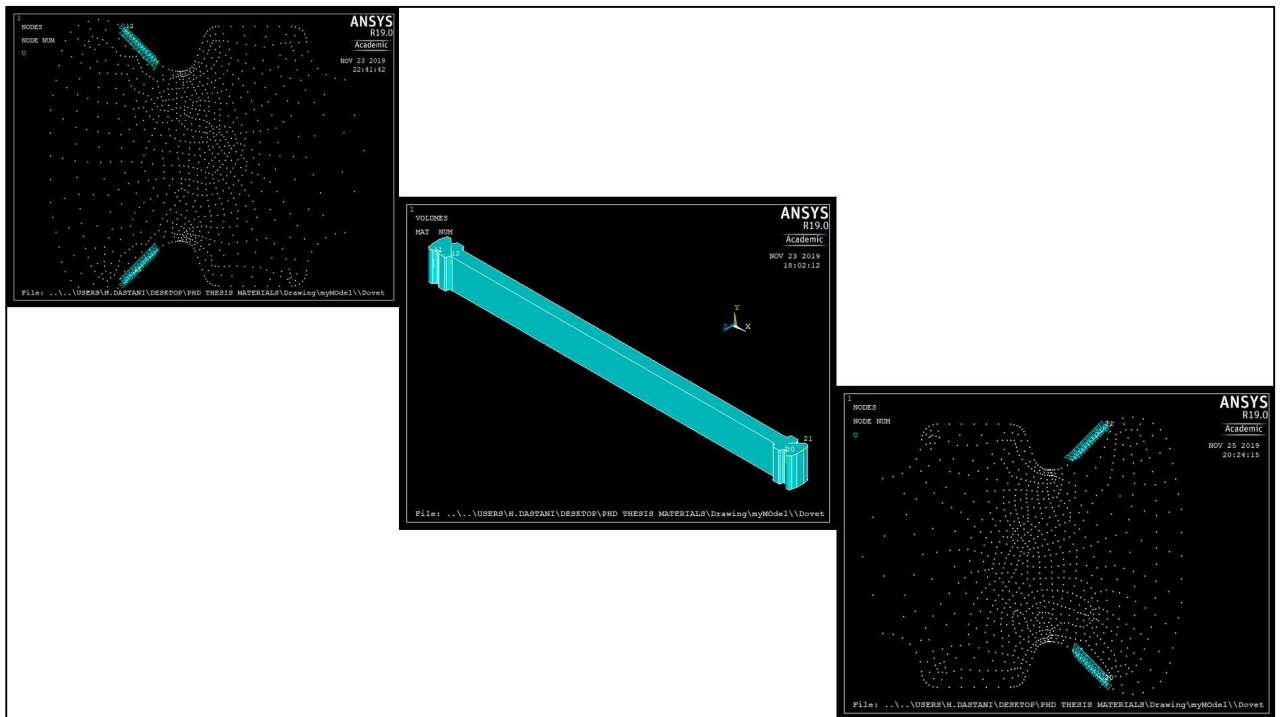 1
NODES
NODE NUM
U
12
ANSYS
R19.0
Academic
NOV 23 2019
22:41:42
File: ..\..\USERS\H.DASTANI\DESKTOP\PHD THESIS MATERIALS\Drawing\myMOdel\\Dovet
1
VOLUMES
MAT NUM
ANSYS
R19.0
Academic
NOV 23 2019
18:02:12
12
Y
Z
X
21
20
File: ..\..\USERS\H.DASTANI\DESKTOP\PHD THESIS MATERIALS\Drawing\myMOdel\\Dovet
1
NODES
NODE NUM
U
ANSYS
R19.0
Academic
NOV 25 2019
20:24:15
File: ..\..\USERS\H.DASTANI\DESKTOP\PHD THESIS MATERIALS\Drawing\myMOdel\\Dovet